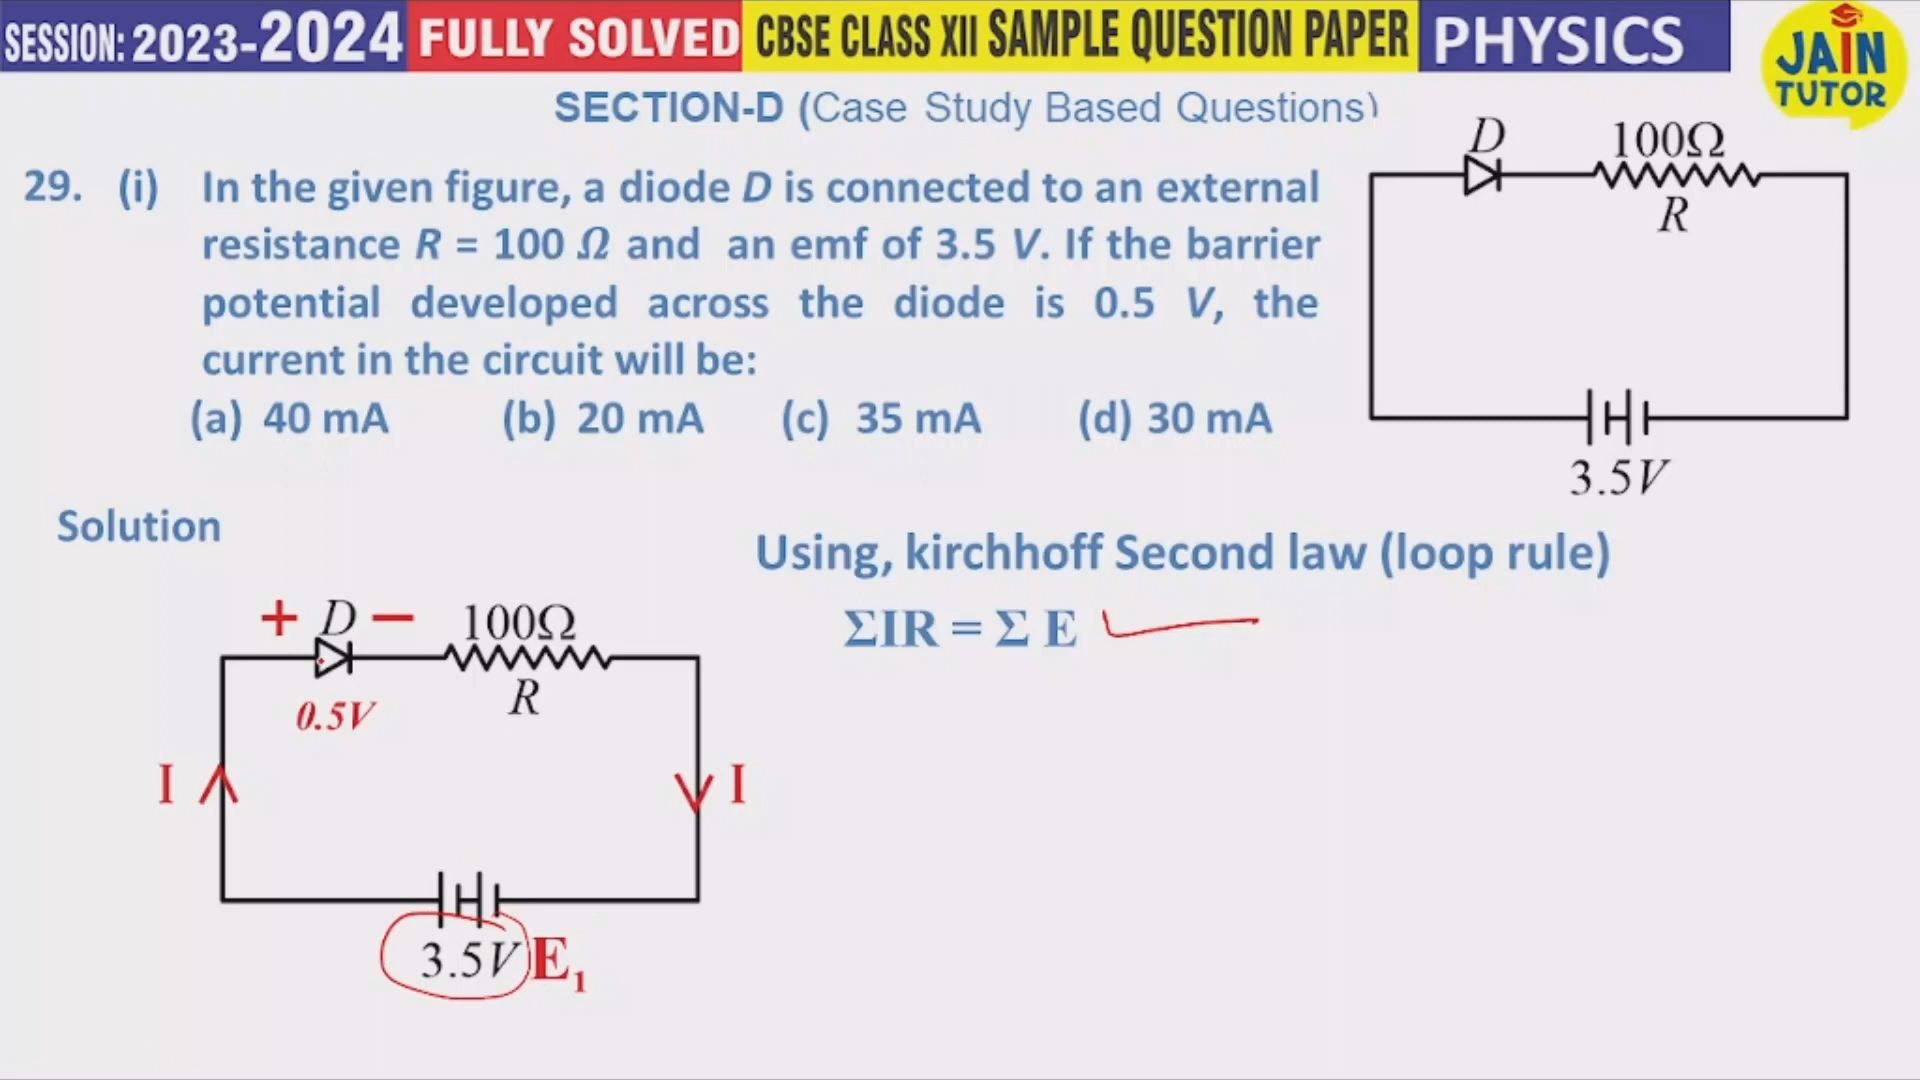 SESSION: 2023-2024 FULLY SOLVED CBSE CLASS XII SAMPLE QUESTION PAPER PHYSICS
JAIN
TUTOR
SECTION-D (Case Study Based Questions)
29. (i) In the given figure, a diode D is connected to an external
resistance R = 100 Ω and an emf of 3.5 V. If the barrier
potential developed across the diode is 0.5 V, the
current in the circuit will be:
(a) 40 mA (b) 20 mA (c) 35 mA (d) 30 mA
D 100Ω
R
3.5V
Solution
Using, kirchhoff Second law (loop rule)
ΣIR = Σ E
+ D − 100Ω
R
0.5V
I I
3.5V E₁